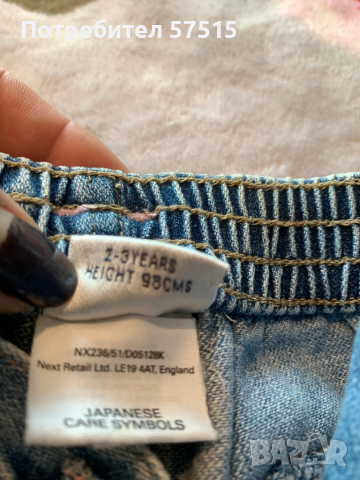 Потребител 57515
2-3YEARS
HEIGHT 98CMS
NX236/51/D05128K
Next Retail Ltd. LE19 4AT, England
JAPANESE
CARE SYMBOLS
BAZAR